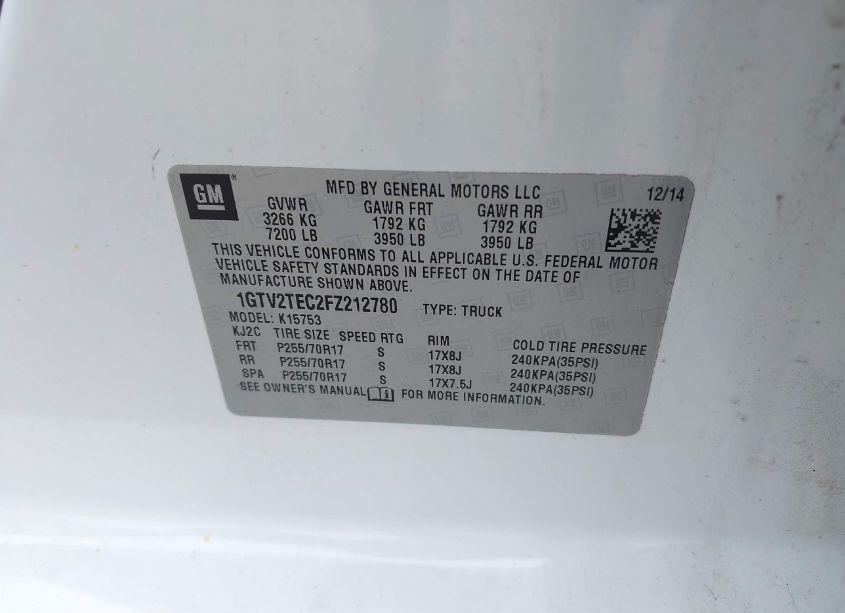 GM
MFD BY GENERAL MOTORS LLC 12/14
GVWR GAWR FRT GAWR RR
3266 KG 1792 KG 1792 KG
7200 LB 3950 LB 3950 LB
THIS VEHICLE CONFORMS TO ALL APPLICABLE U.S. FEDERAL MOTOR
VEHICLE SAFETY STANDARDS IN EFFECT ON THE DATE OF
MANUFACTURE SHOWN ABOVE.
1GTV2TEC2FZ212780 TYPE: TRUCK
MODEL: K15753
KJ2C TIRE SIZE SPEED RTG RIM COLD TIRE PRESSURE
FRT P255/70R17 S 17X8J 240KPA(35PSI)
RR P255/70R17 S 17X8J 240KPA(35PSI)
SPA P255/70R17 S 17X7.5J 240KPA(35PSI)
SEE OWNER'S MANUAL FOR MORE INFORMATION.